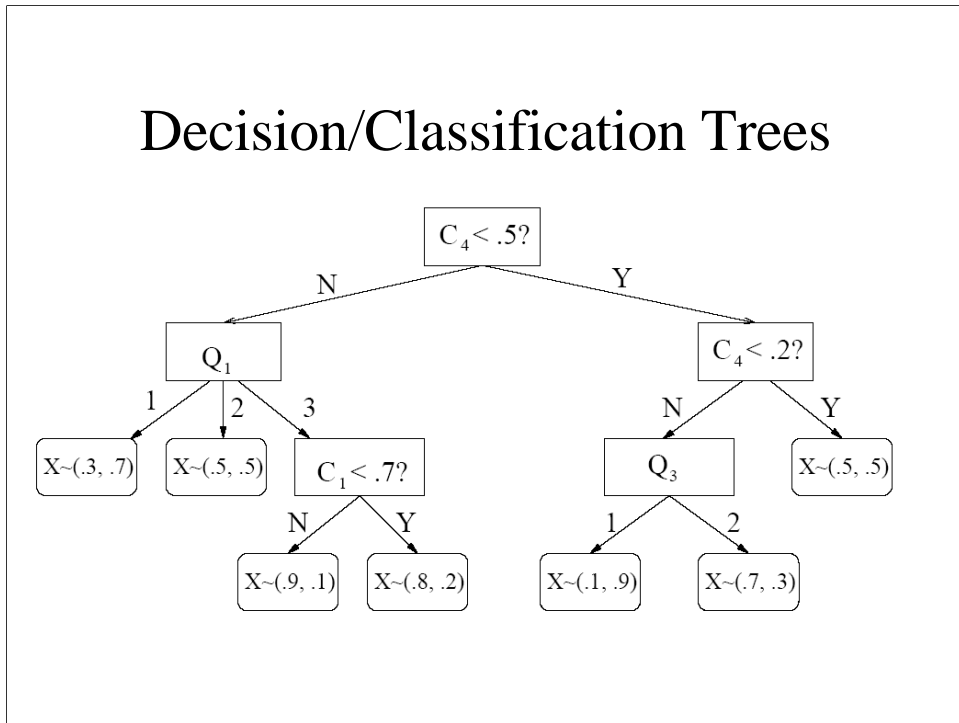 Decision/Classification Trees
C₄< .5?
N
Y
Q₁
C₄< .2?
1
2
3
N
Y
X~(.3, .7)
X~(.5, .5)
C₁< .7?
Q₃
X~(.5, .5)
N
Y
1
2
X~(.9, .1)
X~(.8, .2)
X~(.1, .9)
X~(.7, .3)